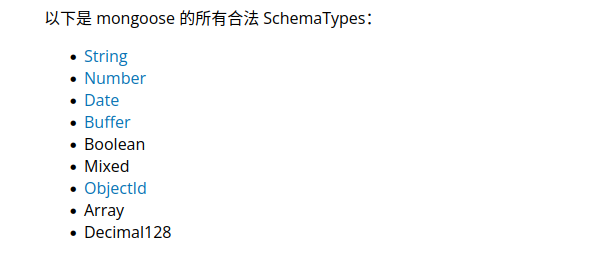 以下是 mongoose 的所有合法 SchemaTypes：
String
Number
Date
Buffer
Boolean
Mixed
ObjectId
Array
Decimal128